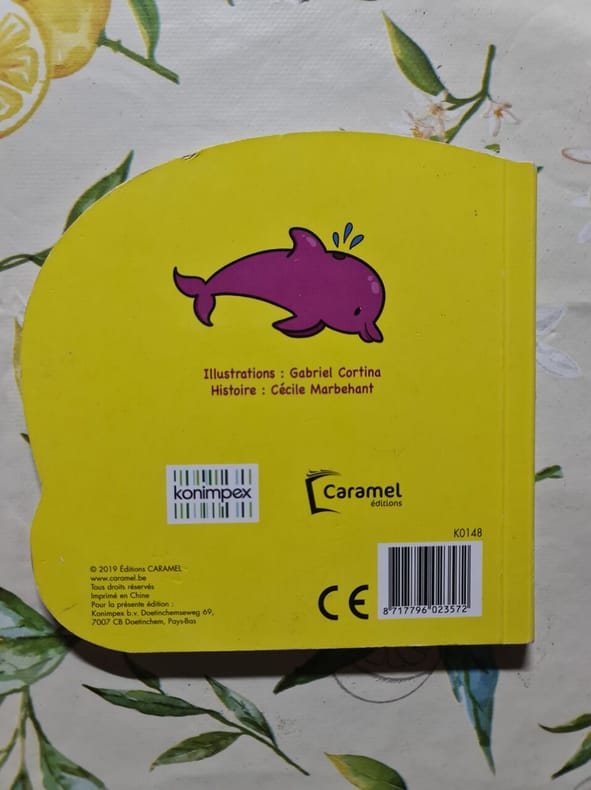 Illustrations : Gabriel Cortina
Histoire : Cécile Marbehant
konimpex
Caramel
éditions
K0148
© 2019 Éditions CARAMEL
www.caramel.be
Tous droits réservés
Imprimé en Chine
Pour la présente édition :
Konimpex b.v. Doetinchemseweg 69,
7007 CB Doetinchem, Pays-Bas
CE
8 717796 023572